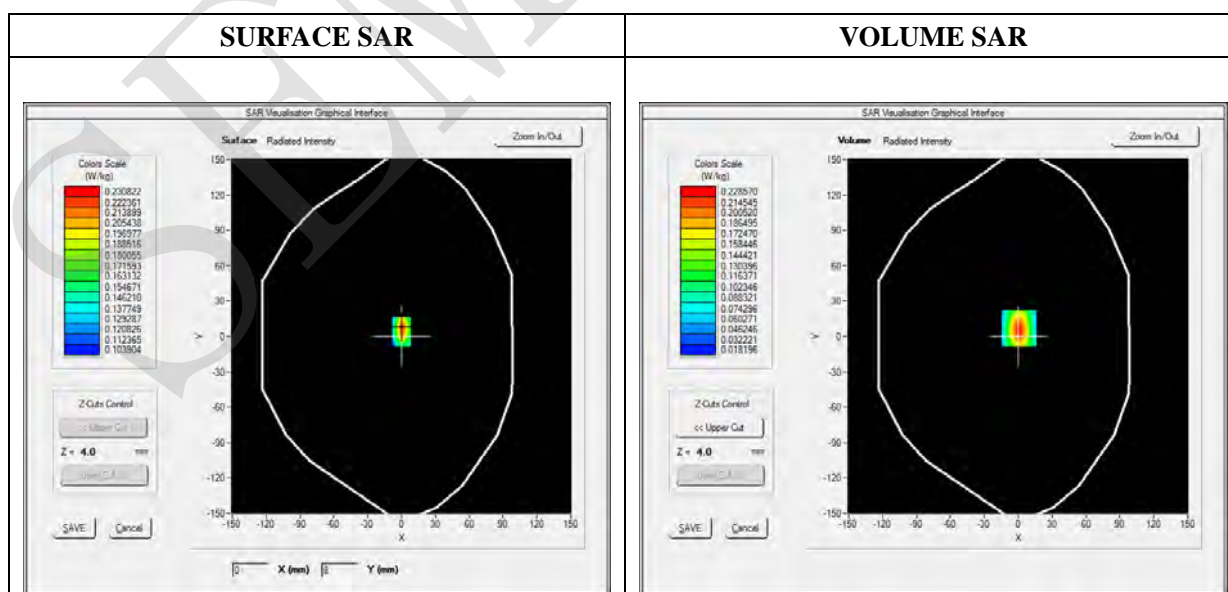 SURFACE SAR
VOLUME SAR
SAR Visualisation Graphical Interface
Surface Radiated Intensity
Zoom In/Out
Colors Scale
(W/kg)
0.230822
0.222361
0.213899
0.205438
0.196977
0.188516
0.180055
0.171593
0.163132
0.154671
0.146210
0.137749
0.129287
0.120826
0.112365
0.103904
Z-Cuts Control
<< Upper Cut
Z = 4.0 mm
SAVE
Cancel
150
120
90
60
30
0
-30
-60
-90
-120
-150
Y
-150 -120 -90 -60 -30 0 30 60 90 120 150
X
0 X (mm) 8 Y (mm)
SAR Visualisation Graphical Interface
Volume Radiated Intensity
Zoom In/Out
Colors Scale
(W/kg)
0.228570
0.214545
0.200520
0.186495
0.172470
0.158446
0.144421
0.130396
0.116371
0.102346
0.088321
0.074296
0.060271
0.046246
0.032221
0.018196
Z-Cuts Control
<< Upper Cut
Z = 4.0 mm
SAVE
Cancel
150
120
90
60
30
0
-30
-60
-90
-120
-150
Y
-150 -120 -90 -60 -30 0 30 60 90 120 150
X